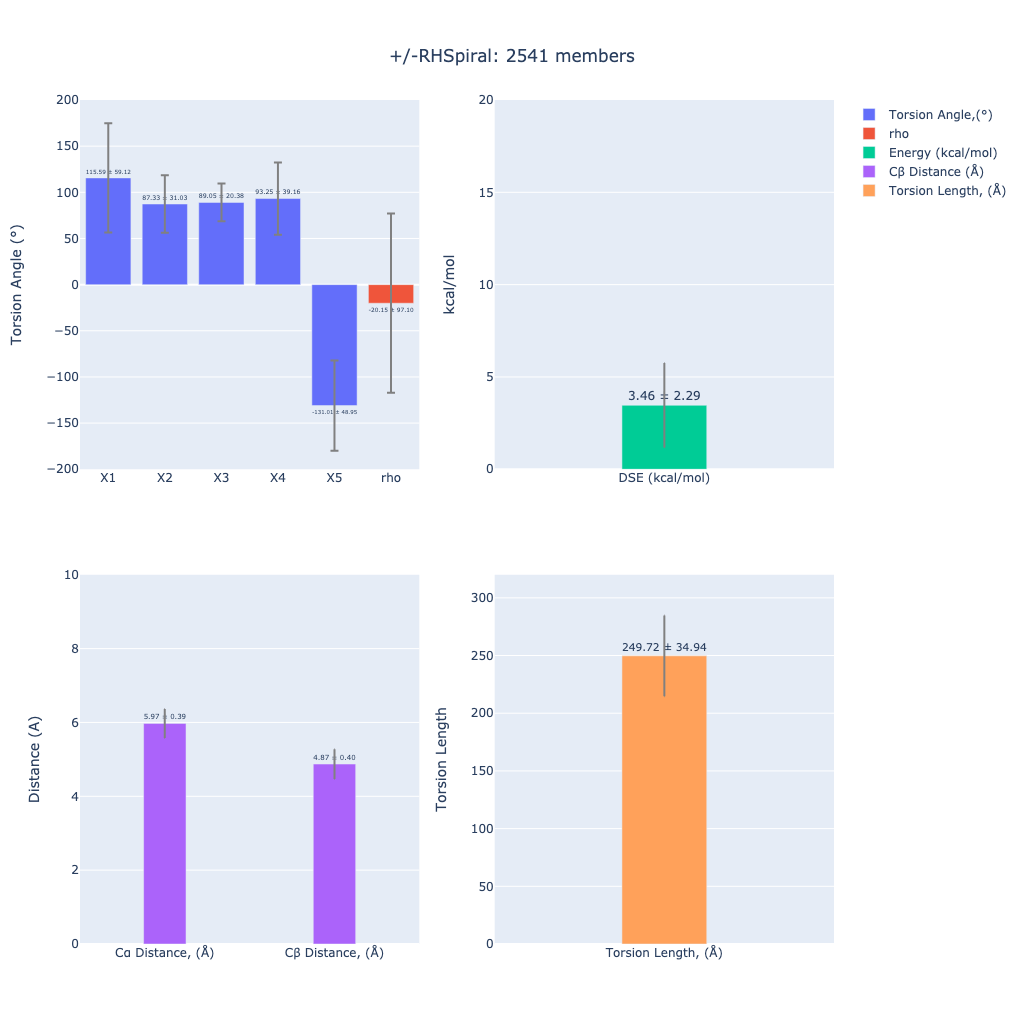 +/-RHSpiral: 2541 members
200
150
100
50
0
−50
−100
−150
−200
Torsion Angle (°)
115.59 ± 59.12
87.33 ± 31.03
89.05 ± 20.38
93.25 ± 39.16
-131.01 ± 48.95
-20.15 ± 97.10
X1 X2 X3 X4 X5 rho
20
15
10
5
0
kcal/mol
3.46 ± 2.29
DSE (kcal/mol)
Torsion Angle,(°)
rho
Energy (kcal/mol)
Cβ Distance (Å)
Torsion Length, (Å)
10
8
6
4
2
0
Distance (A)
5.97 ± 0.39
4.87 ± 0.40
Cα Distance, (Å) Cβ Distance, (Å)
300
250
200
150
100
50
0
Torsion Length
249.72 ± 34.94
Torsion Length, (Å)